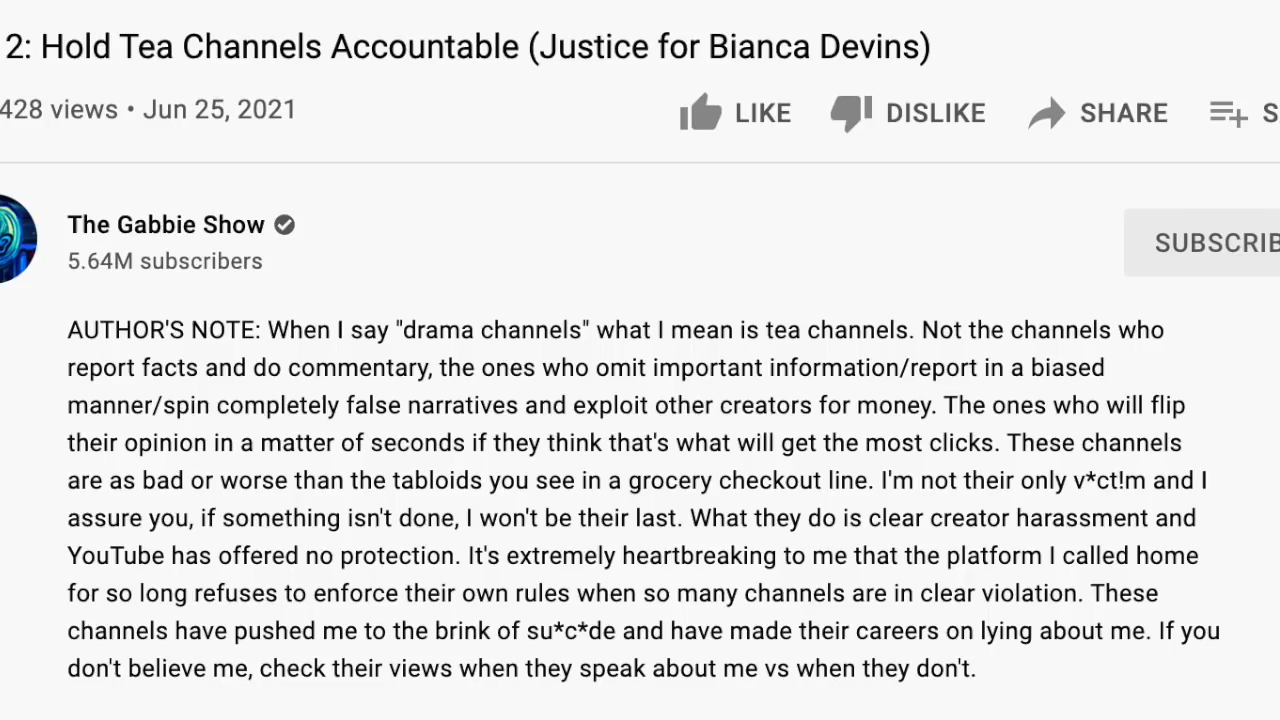 2: Hold Tea Channels Accountable (Justice for Bianca Devins)
428 views • Jun 25, 2021
LIKE DISLIKE SHARE S
The Gabbie Show
5.64M subscribers
SUBSCRIB
AUTHOR'S NOTE: When I say "drama channels" what I mean is tea channels. Not the channels who
report facts and do commentary, the ones who omit important information/report in a biased
manner/spin completely false narratives and exploit other creators for money. The ones who will flip
their opinion in a matter of seconds if they think that's what will get the most clicks. These channels
are as bad or worse than the tabloids you see in a grocery checkout line. I'm not their only v*ct!m and I
assure you, if something isn't done, I won't be their last. What they do is clear creator harassment and
YouTube has offered no protection. It's extremely heartbreaking to me that the platform I called home
for so long refuses to enforce their own rules when so many channels are in clear violation. These
channels have pushed me to the brink of su*c*de and have made their careers on lying about me. If you
don't believe me, check their views when they speak about me vs when they don't.